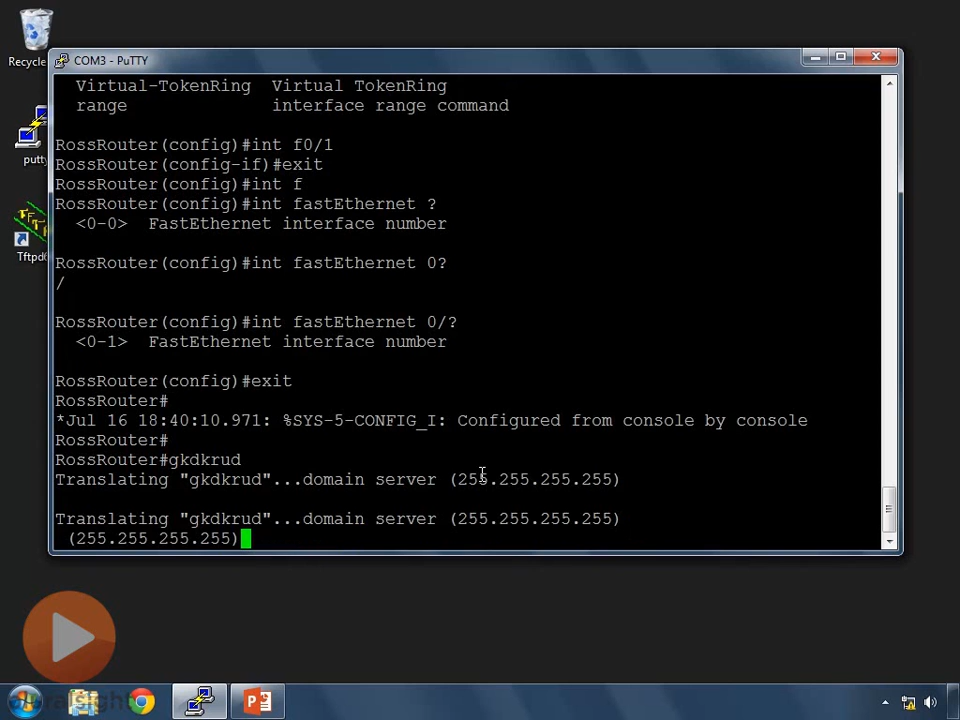 Recycle
COM3 - PuTTY
Virtual-TokenRing  Virtual TokenRing
range              interface range command
RossRouter(config)#int f0/1
RossRouter(config-if)#exit
RossRouter(config)#int f
RossRouter(config)#int fastEthernet ?
<0-0>  FastEthernet interface number
RossRouter(config)#int fastEthernet 0?
/
RossRouter(config)#int fastEthernet 0/?
<0-1>  FastEthernet interface number
RossRouter(config)#exit
RossRouter#
*Jul 16 18:40:10.971: %SYS-5-CONFIG_I: Configured from console by console
RossRouter#
RossRouter#gkdkrud
Translating "gkdkrud"...domain server (255.255.255.255)
Translating "gkdkrud"...domain server (255.255.255.255)
(255.255.255.255)
putty
Tftpd6
pluralsight